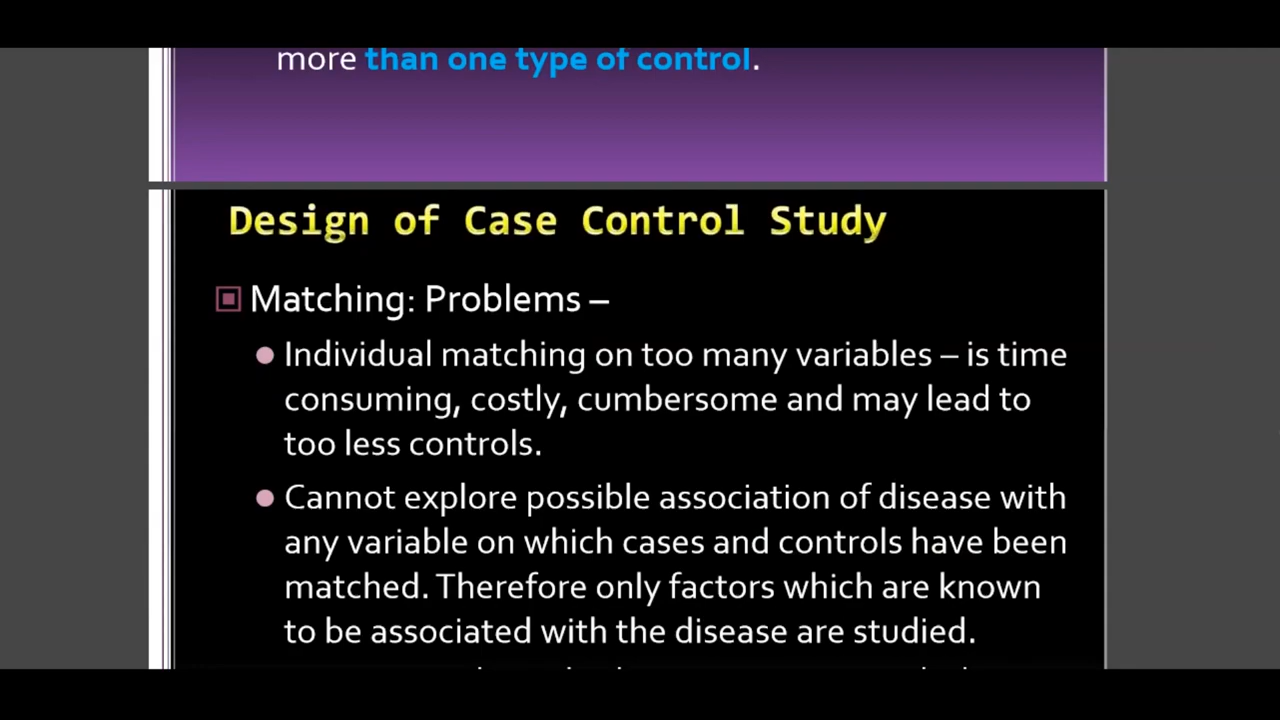 more than one type of control.
Design of Case Control Study
Matching: Problems –
Individual matching on too many variables – is time
consuming, costly, cumbersome and may lead to
too less controls.
Cannot explore possible association of disease with
any variable on which cases and controls have been
matched. Therefore only factors which are known
to be associated with the disease are studied.